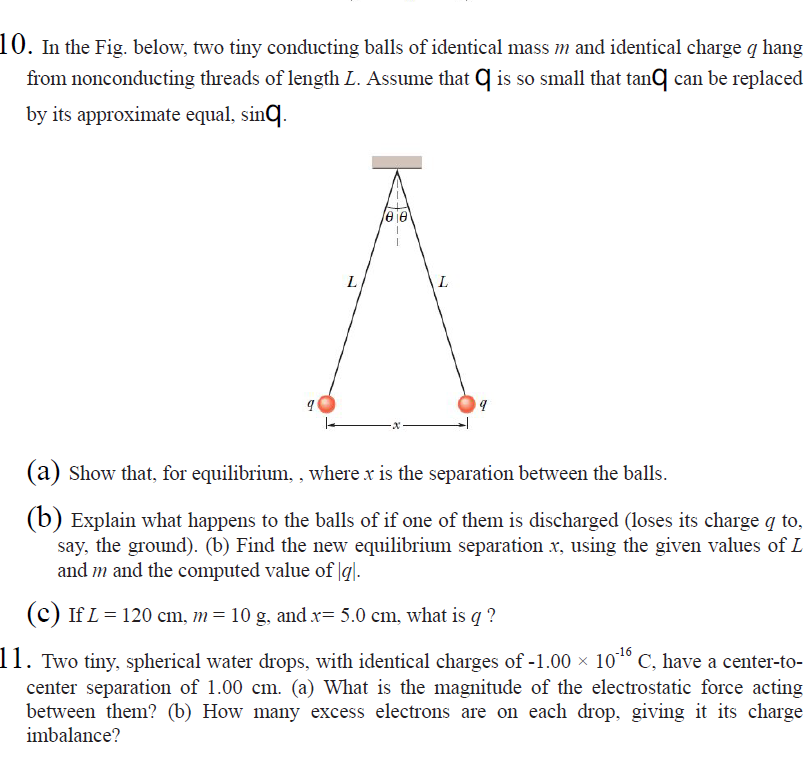 10. In the Fig. below, two tiny conducting balls of identical mass m and identical charge q hang
from nonconducting threads of length L. Assume that q is so small that tanq can be replaced
by its approximate equal, sinq.
θ θ
L L
q q
x
(a) Show that, for equilibrium, , where x is the separation between the balls.
(b) Explain what happens to the balls of if one of them is discharged (loses its charge q to,
say, the ground). (b) Find the new equilibrium separation x, using the given values of L
and m and the computed value of |q|.
(c) If L = 120 cm, m = 10 g, and x= 5.0 cm, what is q ?
11. Two tiny, spherical water drops, with identical charges of -1.00 × 10⁻¹⁶ C, have a center-to-
center separation of 1.00 cm. (a) What is the magnitude of the electrostatic force acting
between them? (b) How many excess electrons are on each drop, giving it its charge
imbalance?